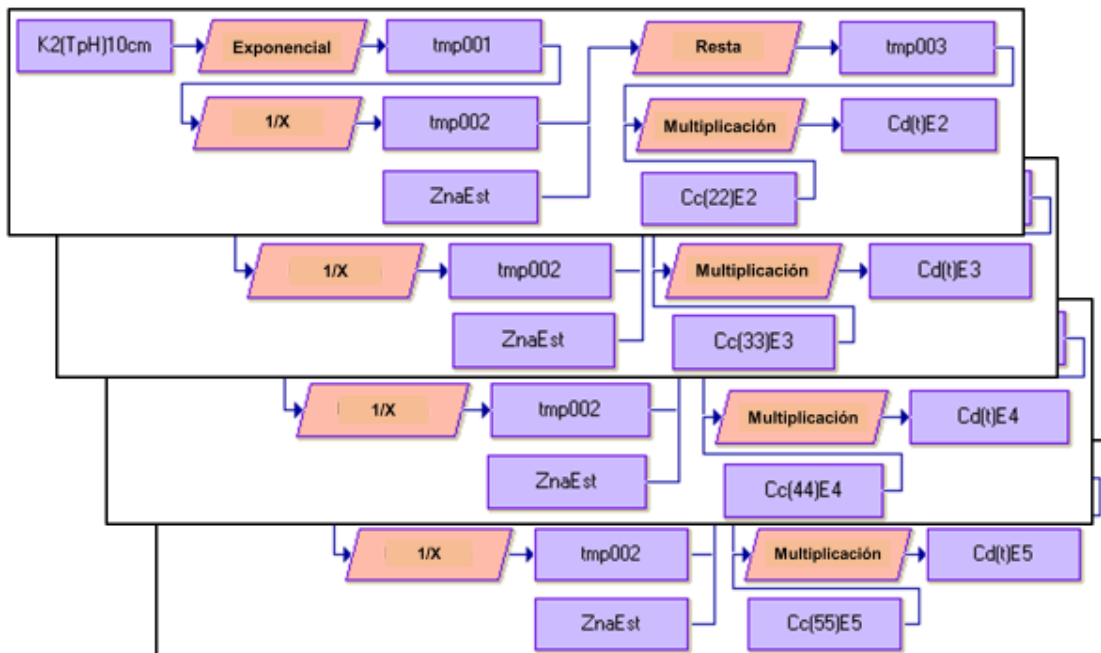 K2(TpH)10cm Exponencial tmp001 Resta tmp003
1/X tmp002 Multiplicación Cd(t)E2
ZnaEst Cc(22)E2
1/X tmp002 Multiplicación Cd(t)E3
ZnaEst Cc(33)E3
1/X tmp002 Multiplicación Cd(t)E4
ZnaEst Cc(44)E4
1/X tmp002 Multiplicación Cd(t)E5
ZnaEst Cc(55)E5